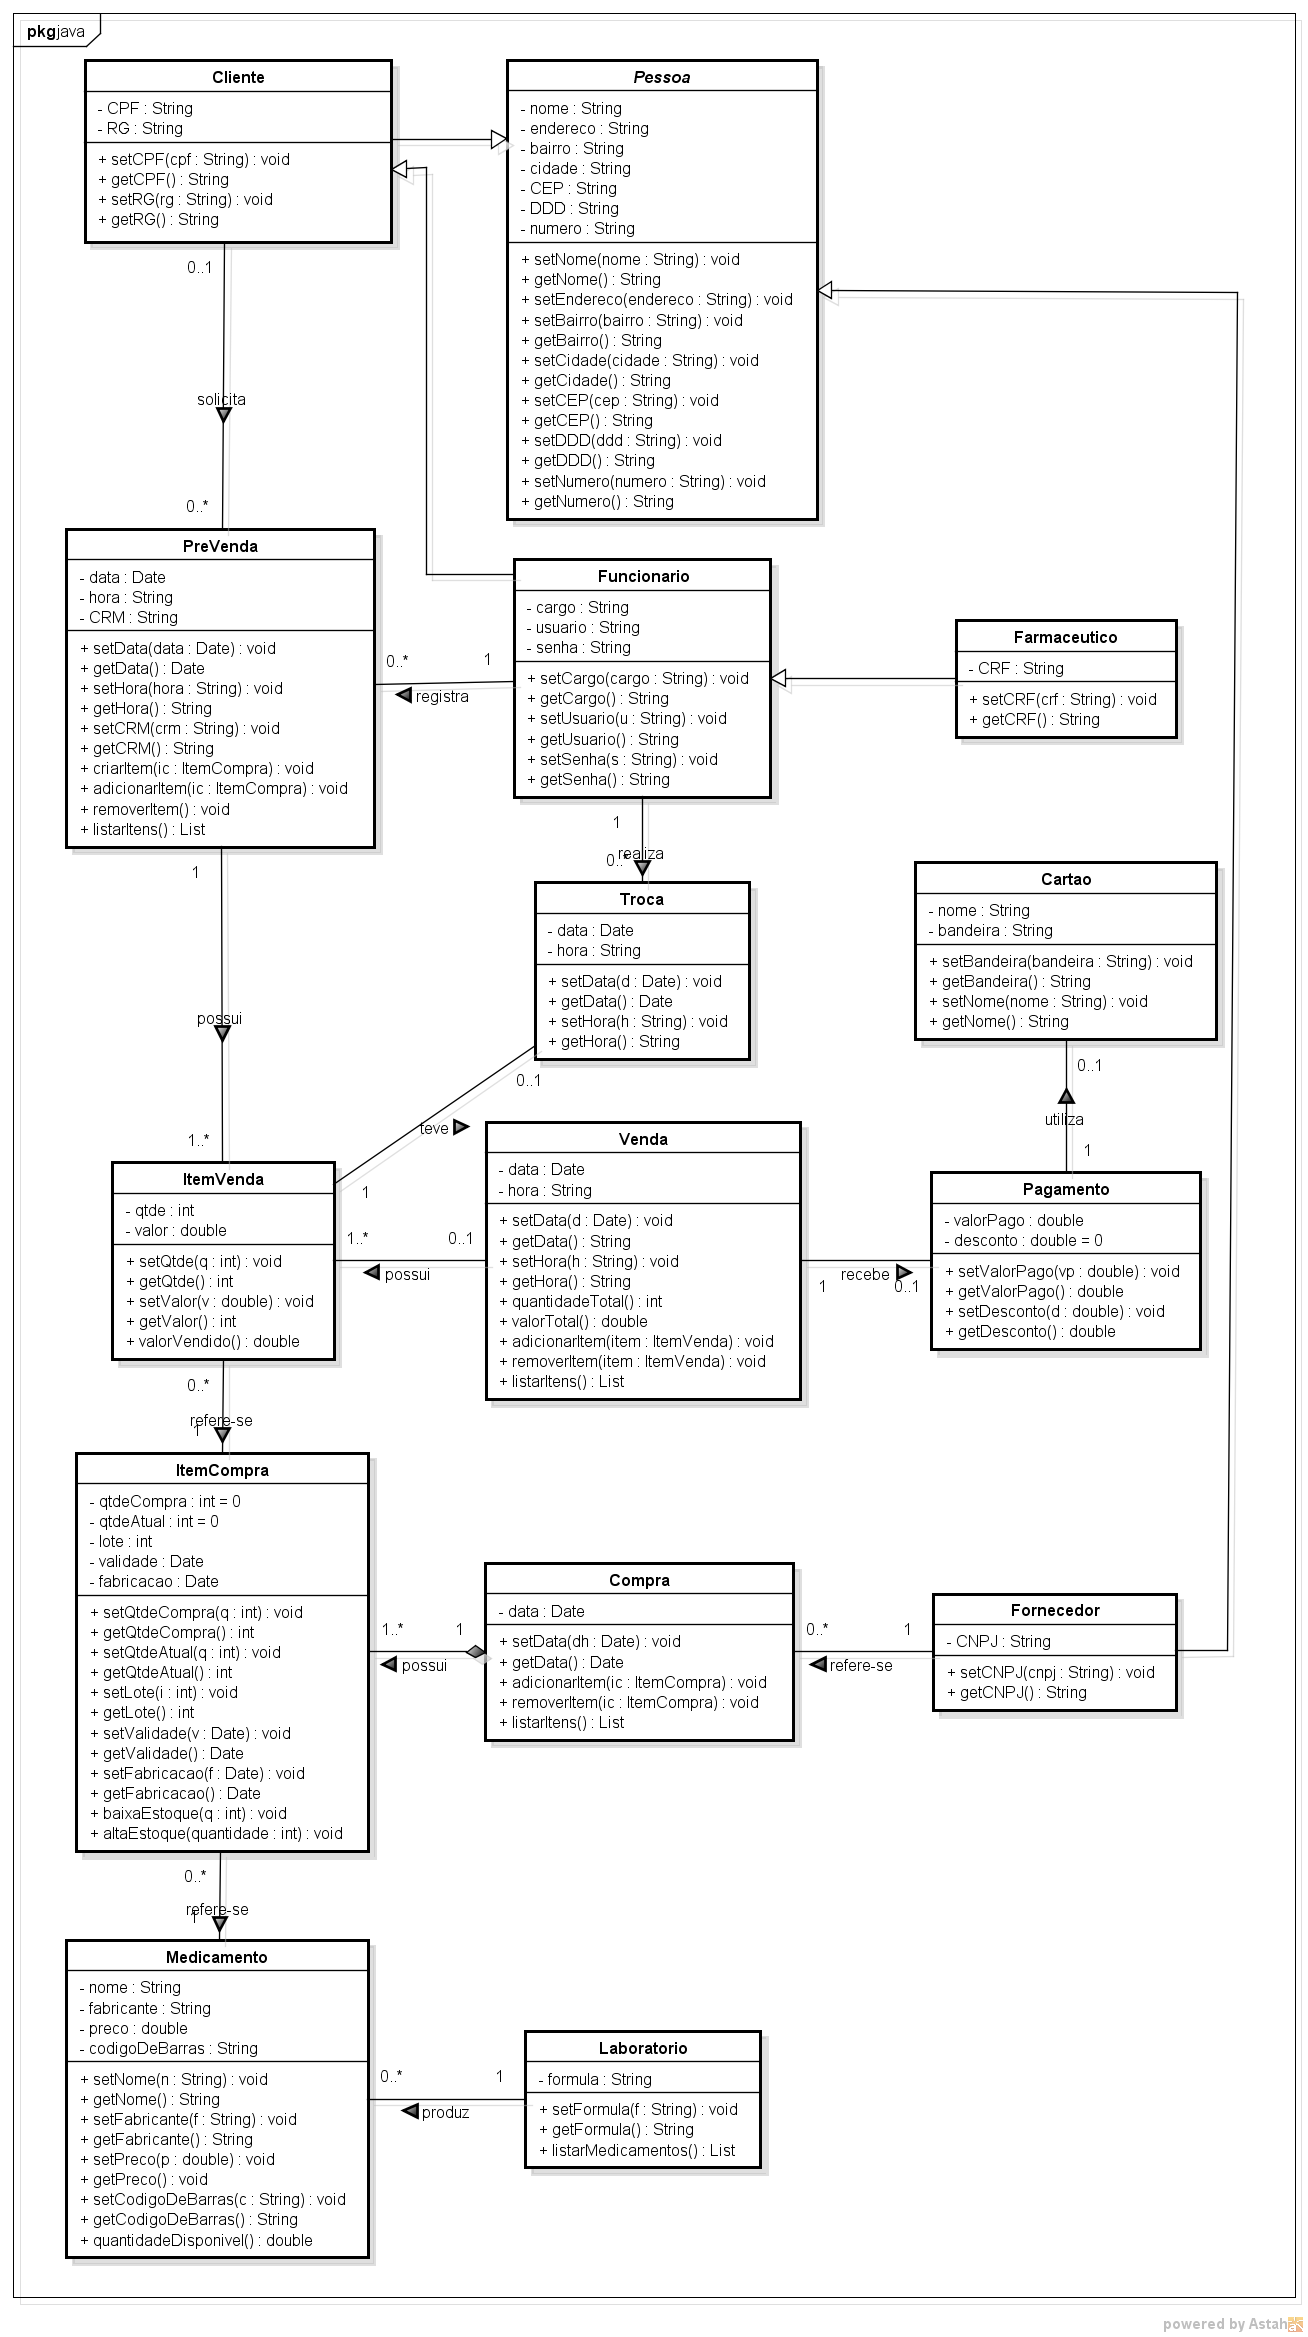 pkg java
Cliente
- CPF : String
- RG : String
+ setCPF(cpf : String) : void
+ getCPF() : String
+ setRG(rg : String) : void
+ getRG() : String
Pessoa
- nome : String
- endereco : String
- bairro : String
- cidade : String
- CEP : String
- DDD : String
- numero : String
+ setNome(nome : String) : void
+ getNome() : String
+ setEndereco(endereco : String) : void
+ setBairro(bairro : String) : void
+ getBairro() : String
+ setCidade(cidade : String) : void
+ getCidade() : String
+ setCEP(cep : String) : void
+ getCEP() : String
+ setDDD(ddd : String) : void
+ getDDD() : String
+ setNumero(numero : String) : void
+ getNumero() : String
0..1
solicita
0..*
PreVenda
- data : Date
- hora : String
- CRM : String
+ setData(data : Date) : void
+ getData() : Date
+ setHora(hora : String) : void
+ getHora() : String
+ setCRM(crm : String) : void
+ getCRM() : String
+ criarItem(ic : ItemCompra) : void
+ adicionarItem(ic : ItemCompra) : void
+ removerItem() : void
+ listarItens() : List
0..*
1
registra
Funcionario
- cargo : String
- usuario : String
- senha : String
+ setCargo(cargo : String) : void
+ getCargo() : String
+ setUsuario(u : String) : void
+ getUsuario() : String
+ setSenha(s : String) : void
+ getSenha() : String
Farmaceutico
- CRF : String
+ setCRF(crf : String) : void
+ getCRF() : String
1
realiza
0..*
Troca
- data : Date
- hora : String
+ setData(d : Date) : void
+ getData() : Date
+ setHora(h : String) : void
+ getHora() : String
Cartao
- nome : String
- bandeira : String
+ setBandeira(bandeira : String) : void
+ getBandeira() : String
+ setNome(nome : String) : void
+ getNome() : String
1
possui
1..*
0..1
teve
1
0..1
utiliza
1
ItemVenda
- qtde : int
- valor : double
+ setQtde(q : int) : void
+ getQtde() : int
+ setValor(v : double) : void
+ getValor() : int
+ valorVendido() : double
1..*
0..1
possui
Venda
- data : Date
- hora : String
+ setData(d : Date) : void
+ getData() : String
+ setHora(h : String) : void
+ getHora() : String
+ quantidadeTotal() : int
+ valorTotal() : double
+ adicionarItem(item : ItemVenda) : void
+ removerItem(item : ItemVenda) : void
+ listarItens() : List
recebe
1
0..1
Pagamento
- valorPago : double
- desconto : double = 0
+ setValorPago(vp : double) : void
+ getValorPago() : double
+ setDesconto(d : double) : void
+ getDesconto() : double
0..*
refere-se
1
ItemCompra
- qtdeCompra : int = 0
- qtdeAtual : int = 0
- lote : int
- validade : Date
- fabricacao : Date
+ setQtdeCompra(q : int) : void
+ getQtdeCompra() : int
+ setQtdeAtual(q : int) : void
+ getQtdeAtual() : int
+ setLote(i : int) : void
+ getLote() : int
+ setValidade(v : Date) : void
+ getValidade() : Date
+ setFabricacao(f : Date) : void
+ getFabricacao() : Date
+ baixaEstoque(q : int) : void
+ altaEstoque(quantidade : int) : void
1..*
1
possui
Compra
- data : Date
+ setData(dh : Date) : void
+ getData() : Date
+ adicionarItem(ic : ItemCompra) : void
+ removerItem(ic : ItemCompra) : void
+ listarItens() : List
0..*
1
refere-se
Fornecedor
- CNPJ : String
+ setCNPJ(cnpj : String) : void
+ getCNPJ() : String
0..*
refere-se
1
Medicamento
- nome : String
- fabricante : String
- preco : double
- codigoDeBarras : String
+ setNome(n : String) : void
+ getNome() : String
+ setFabricante(f : String) : void
+ getFabricante() : String
+ setPreco(p : double) : void
+ getPreco() : void
+ setCodigoDeBarras(c : String) : void
+ getCodigoDeBarras() : String
+ quantidadeDisponivel() : double
0..*
1
produz
Laboratorio
- formula : String
+ setFormula(f : String) : void
+ getFormula() : String
+ listarMedicamentos() : List
powered by Astah